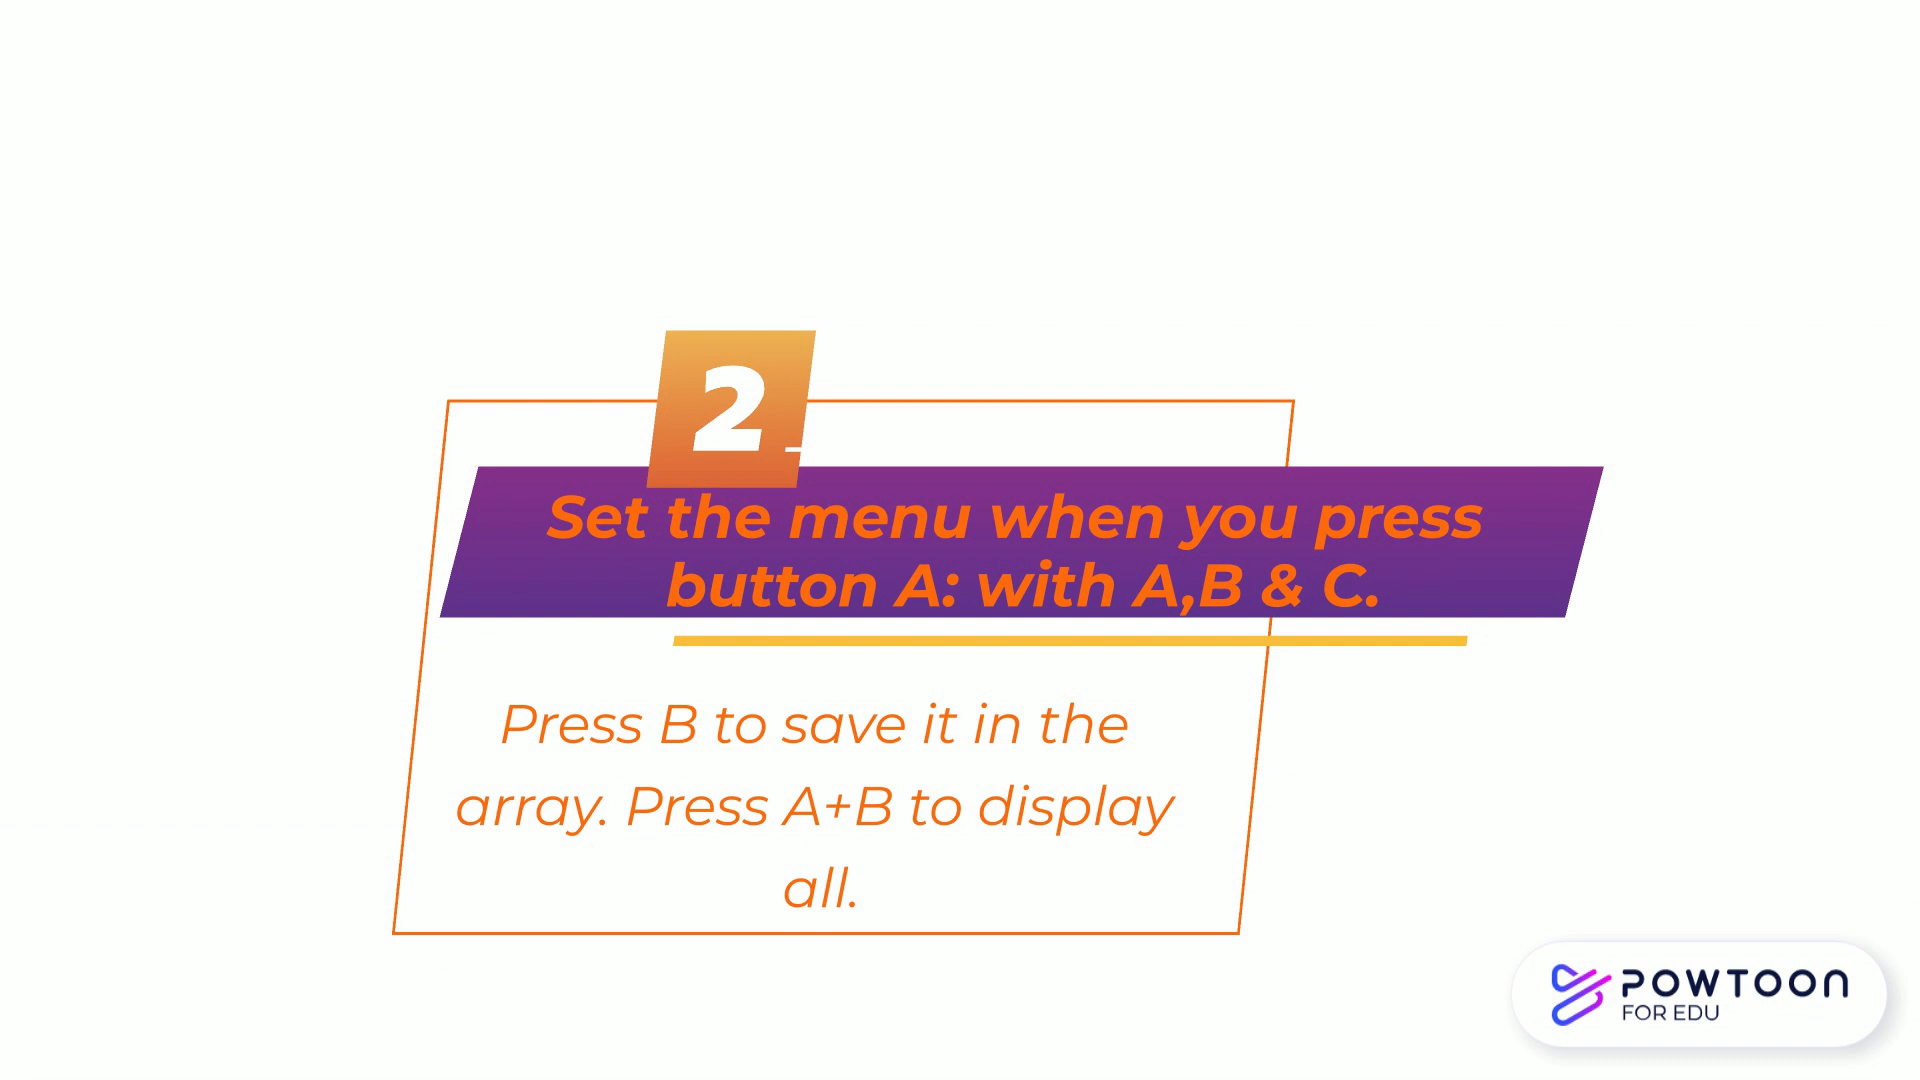 2
Set the menu when you press
button A: with A,B & C.
Press B to save it in the
array. Press A+B to display
all.
POWTOON
FOR EDU